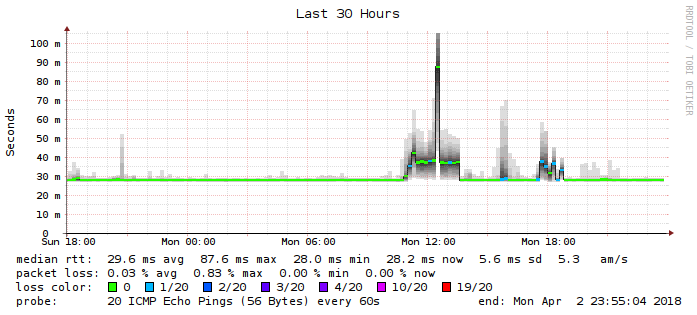 Last 30 Hours
RRDTOOL / TOBI OETIKER
Seconds
100 m
90 m
80 m
70 m
60 m
50 m
40 m
30 m
20 m
10 m
0
Sun 18:00 Mon 00:00 Mon 06:00 Mon 12:00 Mon 18:00
median rtt: 29.6 ms avg 87.6 ms max 28.0 ms min 28.2 ms now 5.6 ms sd 5.3 am/s
packet loss: 0.03 % avg 0.83 % max 0.00 % min 0.00 % now
loss color: 0 1/20 2/20 3/20 4/20 10/20 19/20
probe: 20 ICMP Echo Pings (56 Bytes) every 60s end: Mon Apr 2 23:55:04 2018